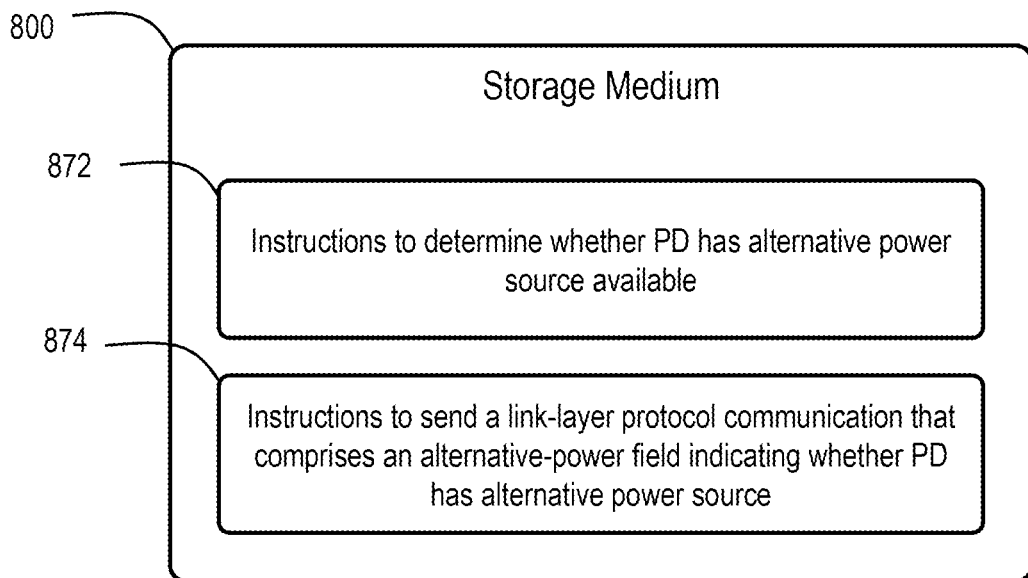 800
Storage Medium
872
Instructions to determine whether PD has alternative power
source available
874
Instructions to send a link-layer protocol communication that
comprises an alternative-power field indicating whether PD
has alternative power source